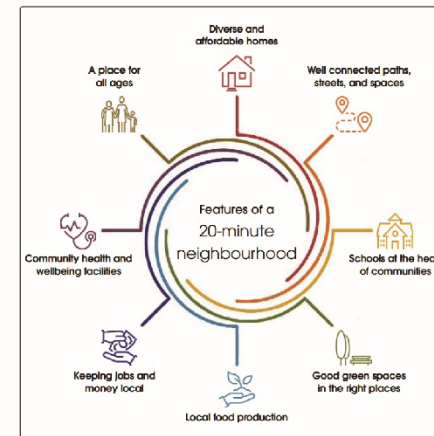 Diverse and
affordable homes
A place for
all ages
Well connected paths,
streets, and spaces
Features of a
20-minute
neighbourhood
Community health and
wellbeing facilities
Schools at the hea
of communities
Keeping jobs and
money local
Good green spaces
in the right places
Local food production